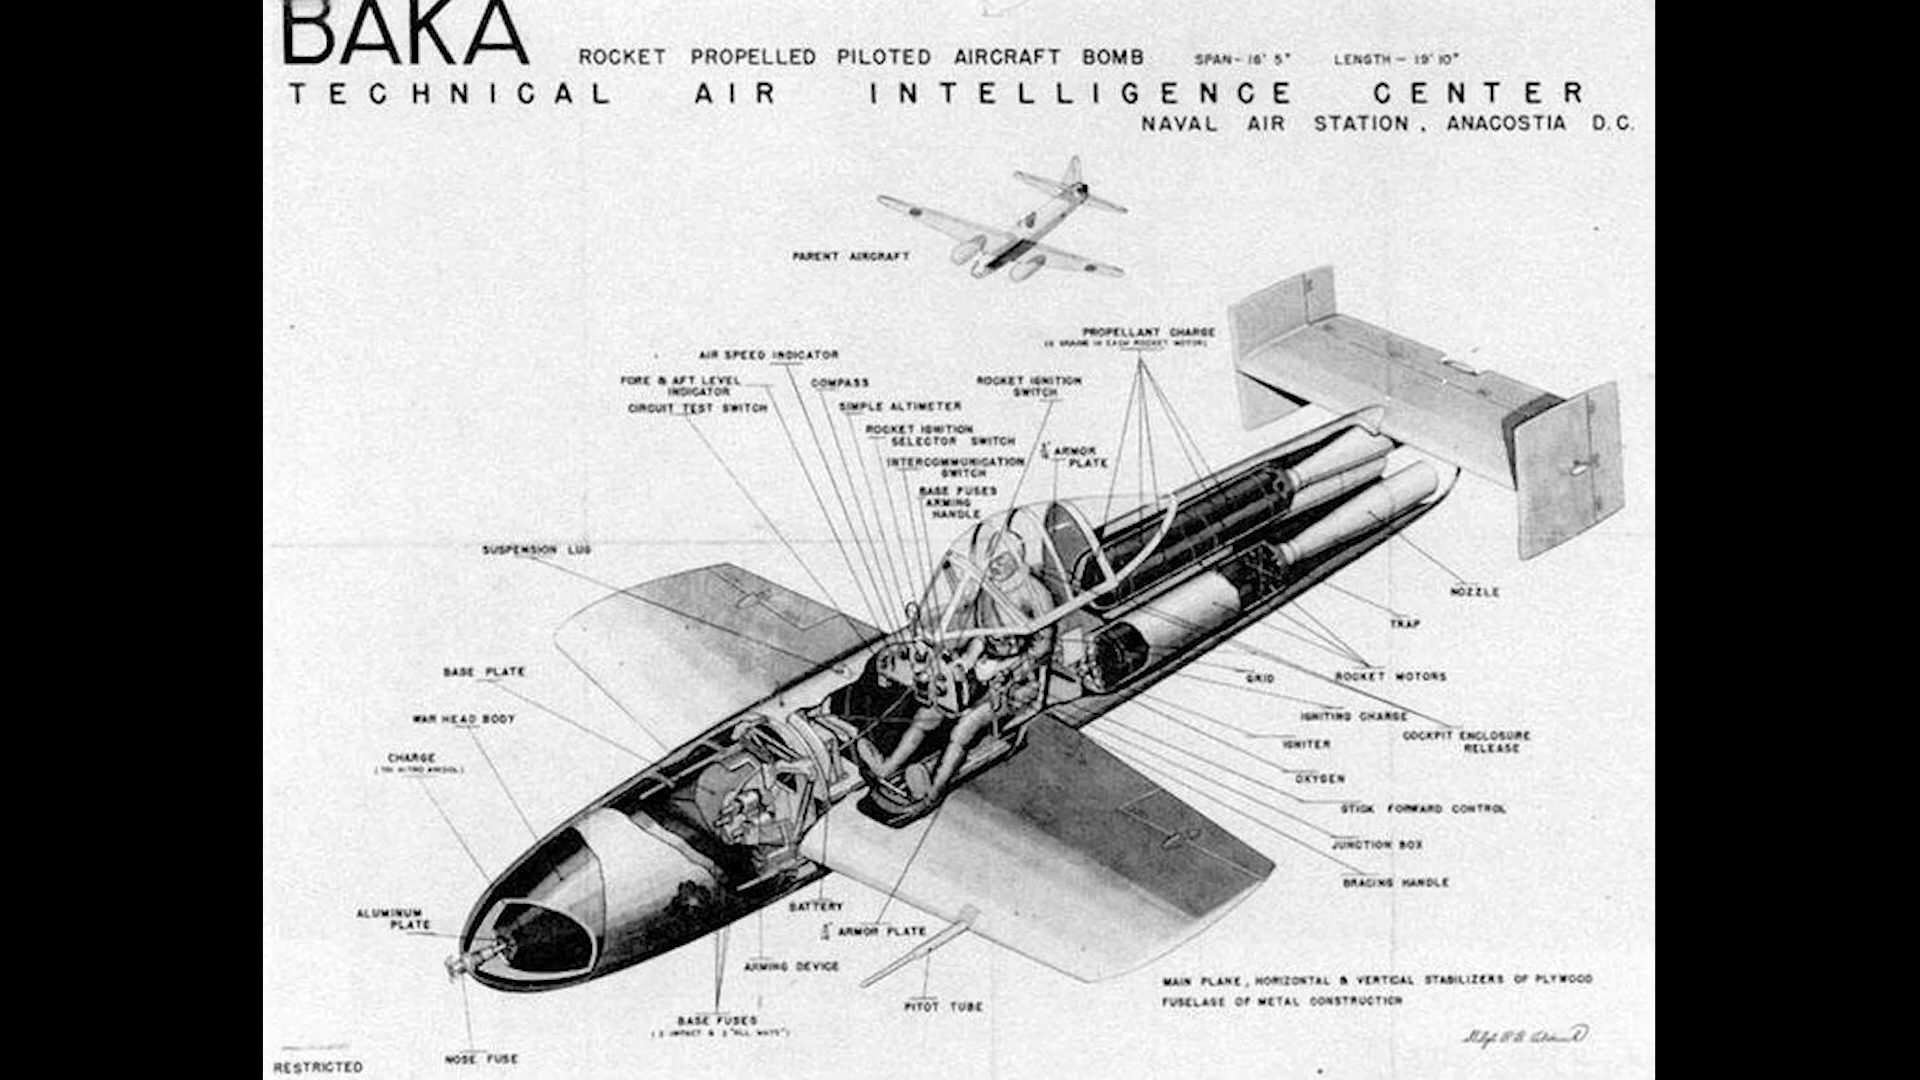 BAKA
ROCKET PROPELLED PILOTED AIRCRAFT BOMB SPAN- 16' 5" LENGTH - 19' 10"
TECHNICAL AIR INTELLIGENCE CENTER
NAVAL AIR STATION, ANACOSTIA D.C.
PARENT AIRCRAFT
PROPELLANT CHARGE
IN EACH ROCKET MOTOR)
AIR SPEED INDICATOR
FORE & AFT LEVEL
INDICATOR
COMPASS
ROCKET IGNITION
SWITCH
CIRCUIT TEST SWITCH
SIMPLE ALTIMETER
ROCKET IGNITION
SELECTOR SWITCH
ARMOR
PLATE
INTERCOMMUNICATION
SWITCH
BASE FUSES
ARMING
HANDLE
SUSPENSION LUG
NOZZLE
TRAP
BASE PLATE
GRID
ROCKET MOTORS
WAR HEAD BODY
IGNITING CHARGE
COCKPIT ENCLOSURE
RELEASE
CHARGE
IGNITER
OXYGEN
STICK FORWARD CONTROL
JUNCTION BOX
BRACING HANDLE
ALUMINUM
PLATE
BATTERY
ARMOR PLATE
ARMING DEVICE
PITOT TUBE
BASE FUSES
NOSE FUSE
MAIN PLANE, HORIZONTAL & VERTICAL STABILIZERS OF PLYWOOD
FUSELAGE OF METAL CONSTRUCTION
RESTRICTED